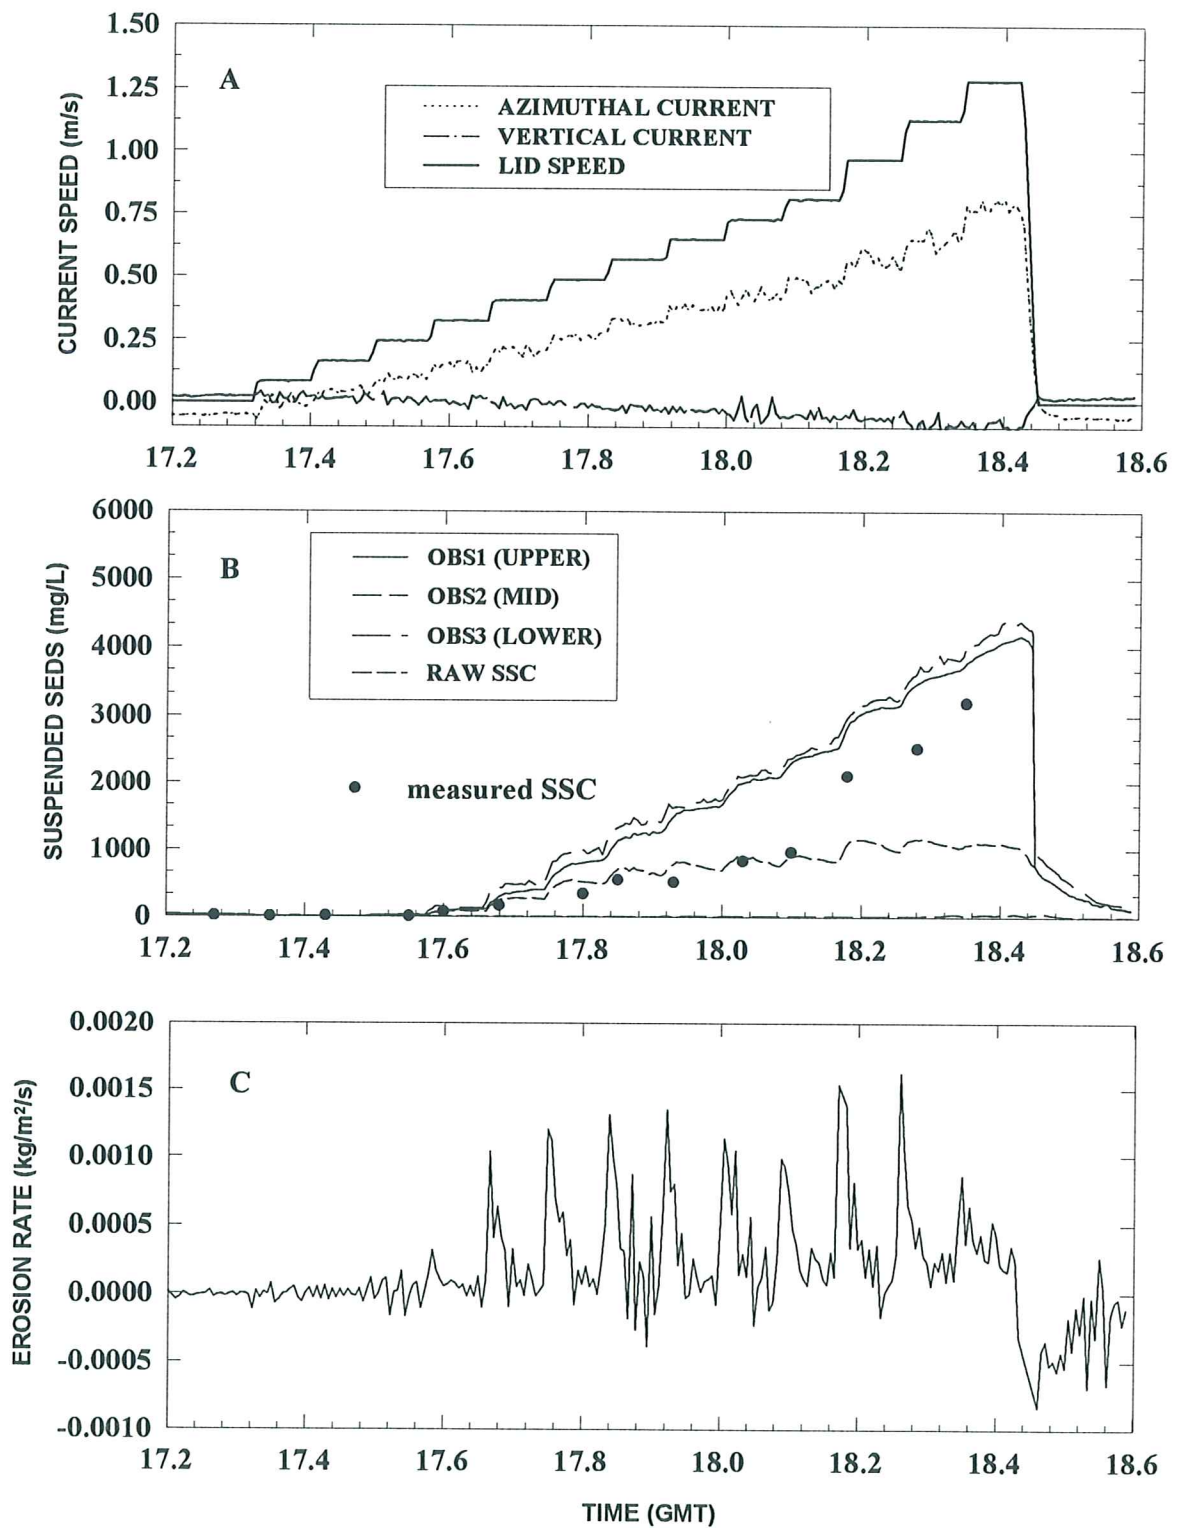 1.50
A
1.25
AZIMUTHAL CURRENT
VERTICAL CURRENT
LID SPEED
1.00
0.75
0.50
0.25
0.00
CURRENT SPEED (m/s)
17.2 17.4 17.6 17.8 18.0 18.2 18.4 18.6
6000
B
OBS1 (UPPER)
OBS2 (MID)
OBS3 (LOWER)
RAW SSC
5000
4000
3000
2000
measured SSC
1000
0
SUSPENDED SEDS (mg/L)
17.2 17.4 17.6 17.8 18.0 18.2 18.4 18.6
0.0020
C
0.0015
0.0010
0.0005
0.0000
-0.0005
-0.0010
EROSION RATE (kg/m²/s)
17.2 17.4 17.6 17.8 18.0 18.2 18.4 18.6
TIME (GMT)